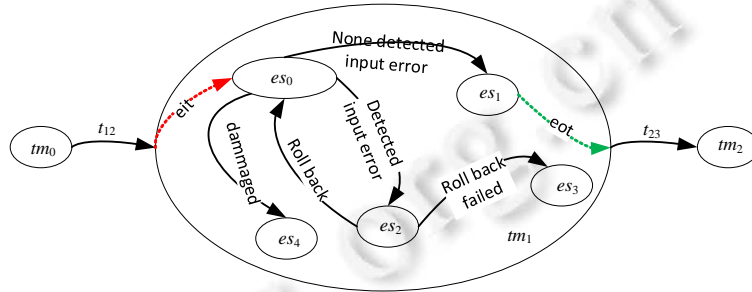 None detected
input error
es0
es1
eit
eot
Detected
input error
dammaged
Roll back
t12
t23
tm0
tm2
Roll back
failed
es3
es2
es4
tm1